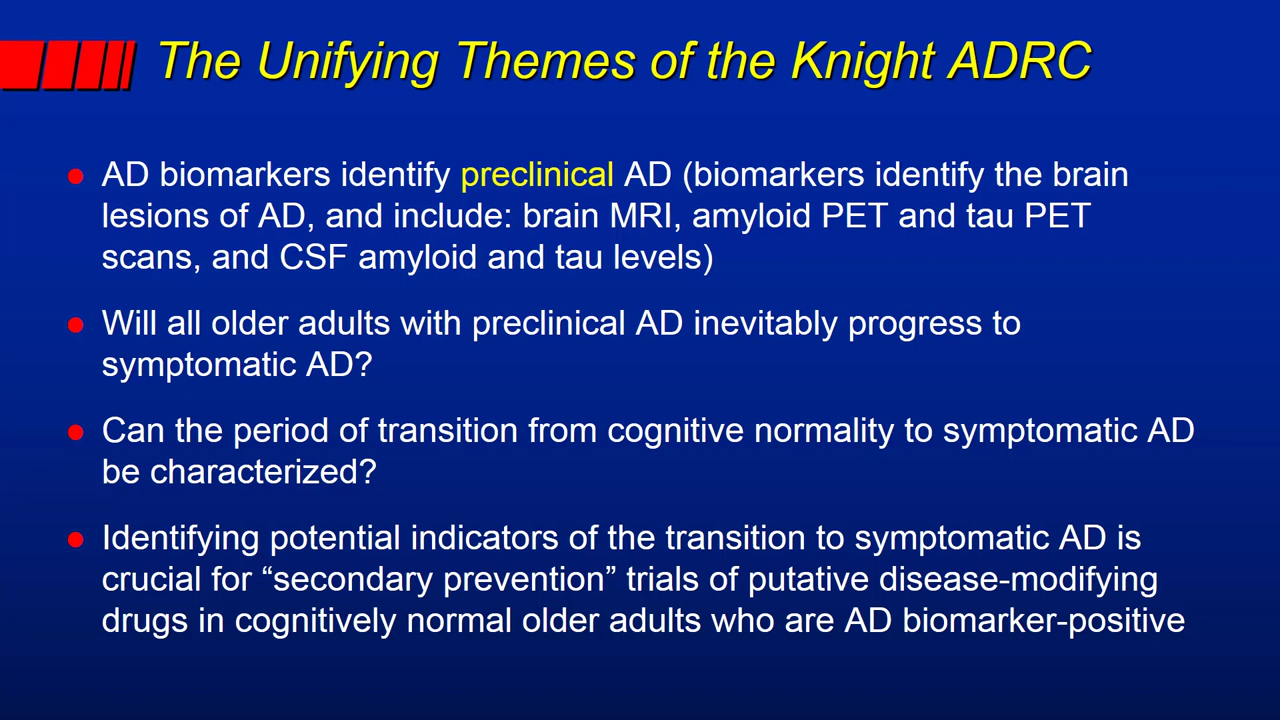 The Unifying Themes of the Knight ADRC
● AD biomarkers identify preclinical AD (biomarkers identify the brain
lesions of AD, and include: brain MRI, amyloid PET and tau PET
scans, and CSF amyloid and tau levels)
● Will all older adults with preclinical AD inevitably progress to
symptomatic AD?
● Can the period of transition from cognitive normality to symptomatic AD
be characterized?
● Identifying potential indicators of the transition to symptomatic AD is
crucial for “secondary prevention” trials of putative disease-modifying
drugs in cognitively normal older adults who are AD biomarker-positive